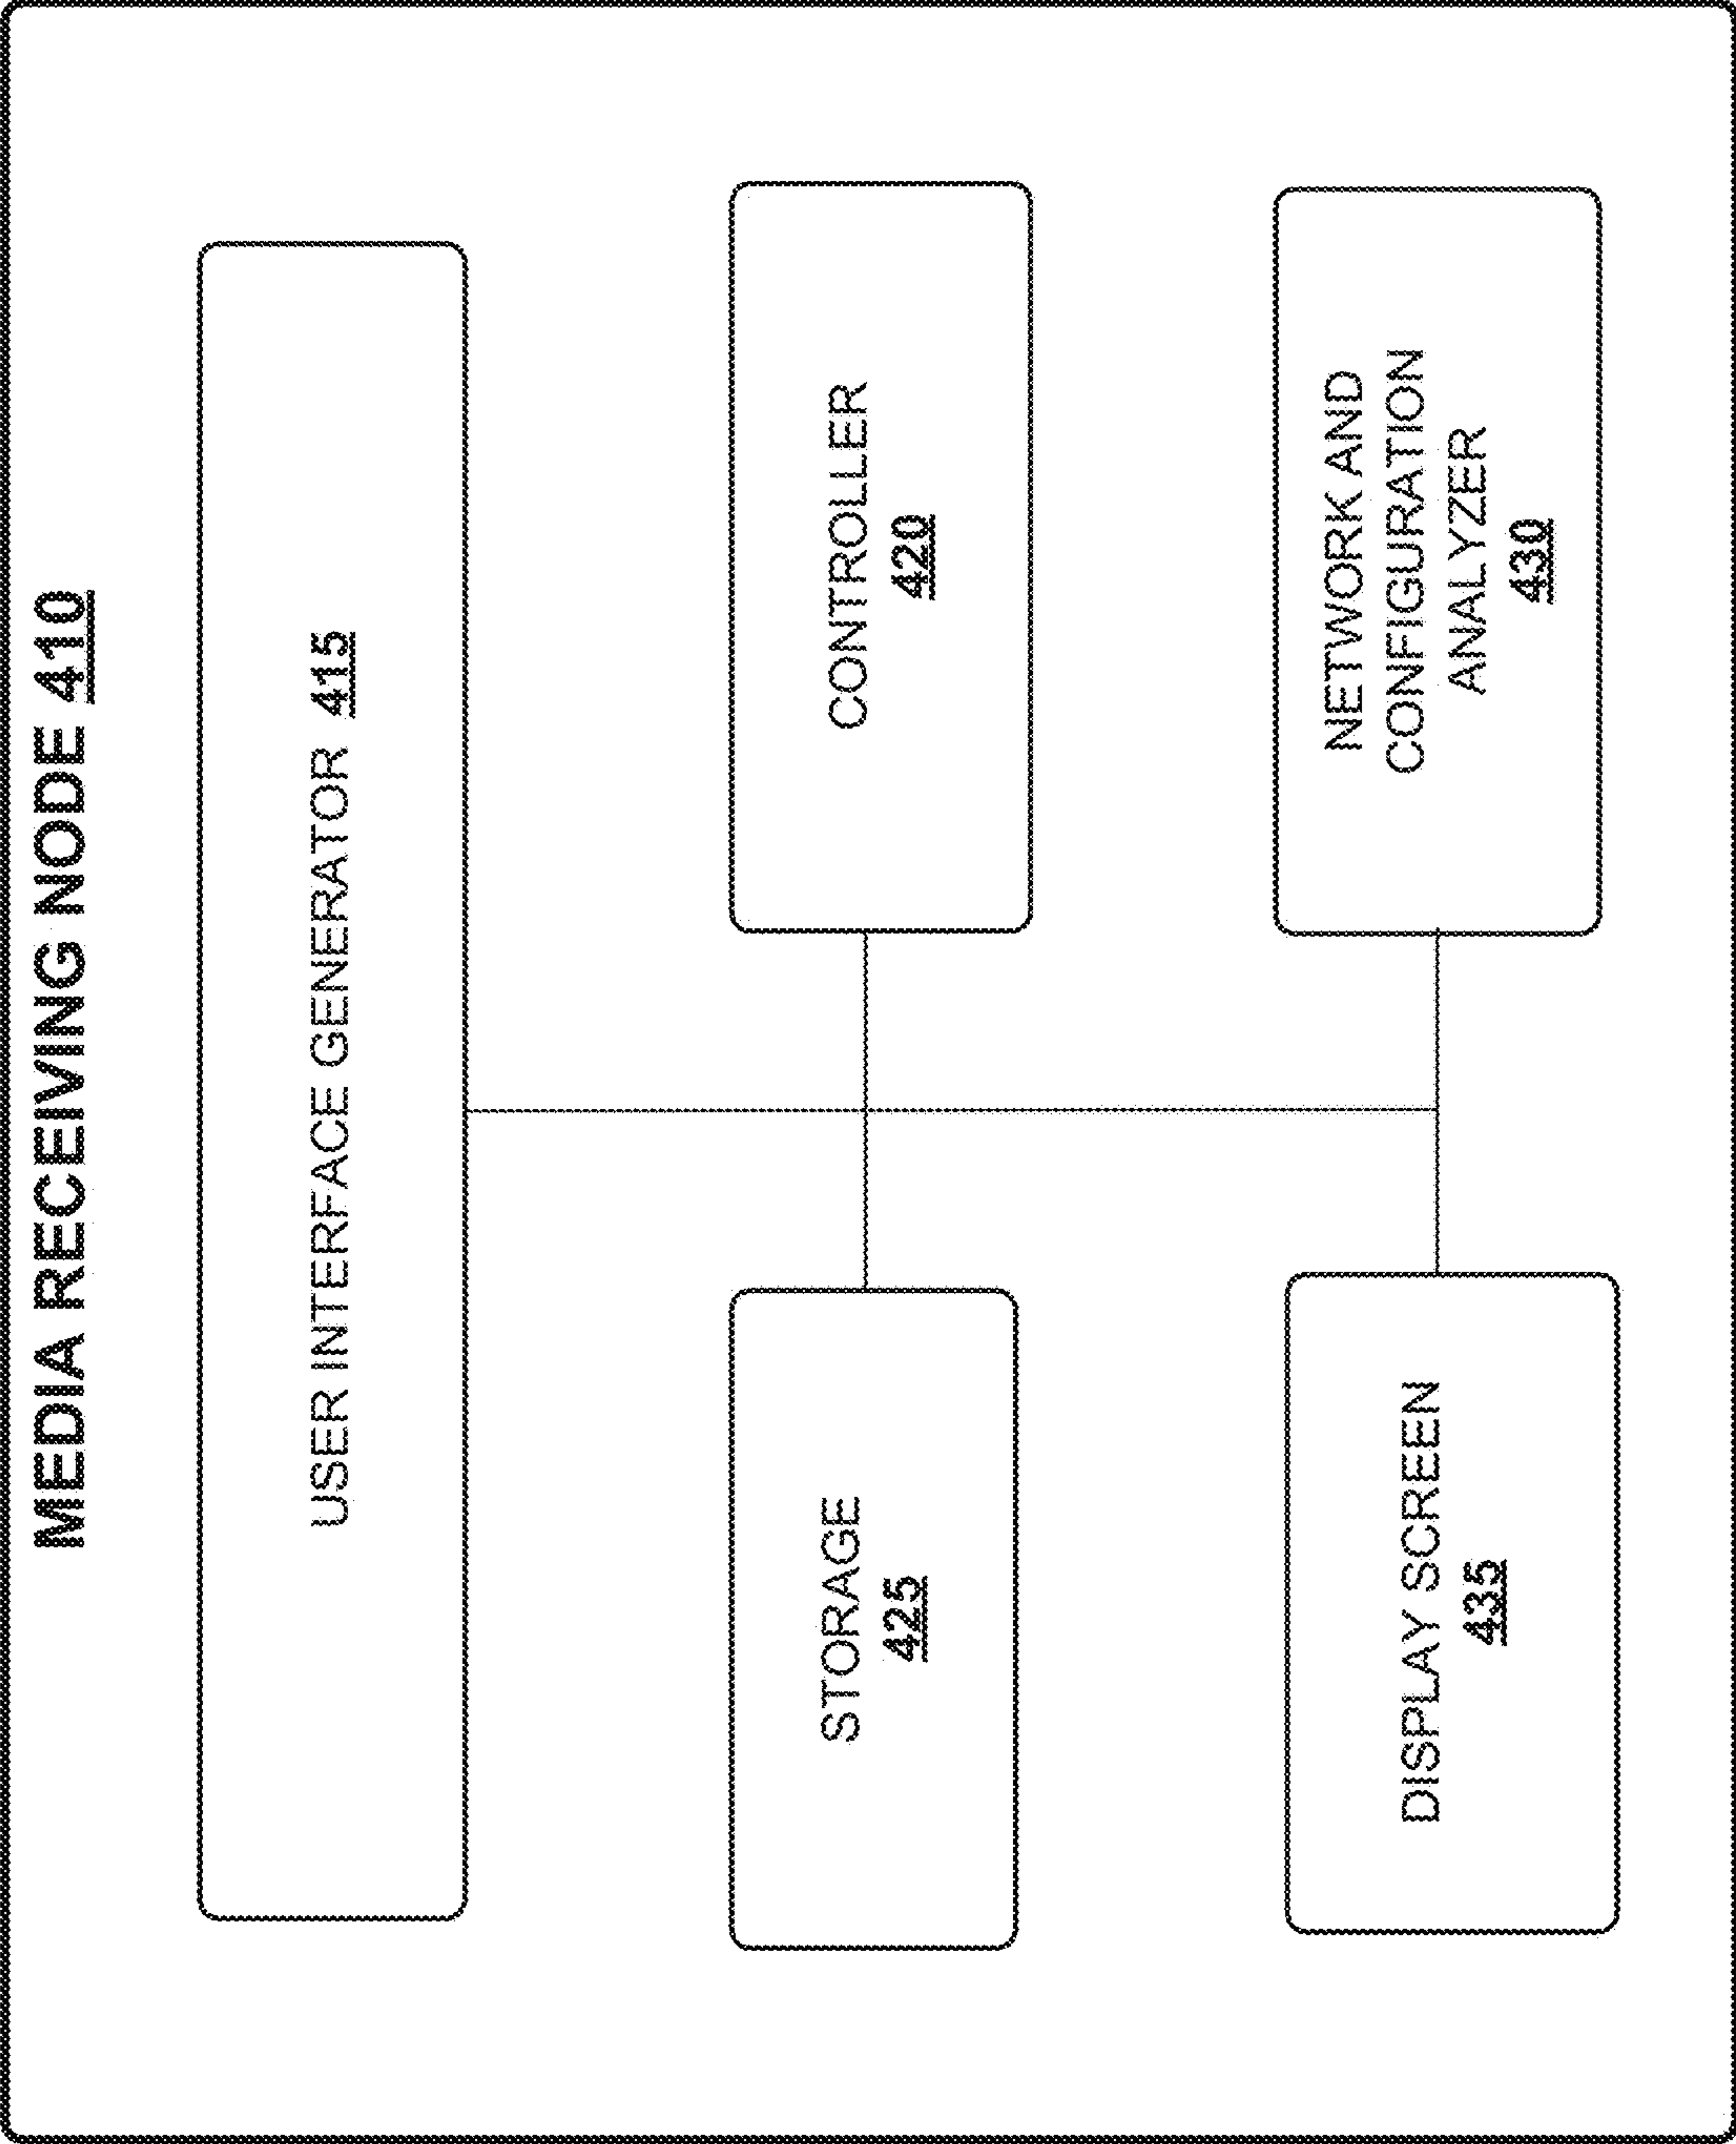 MEDIA RECEIVING NODE 410
USER INTERFACE GENERATOR 415
STORAGE
425
CONTROLLER
420
DISPLAY SCREEN
435
NETWORK AND
CONFIGURATION
ANALYZER
430